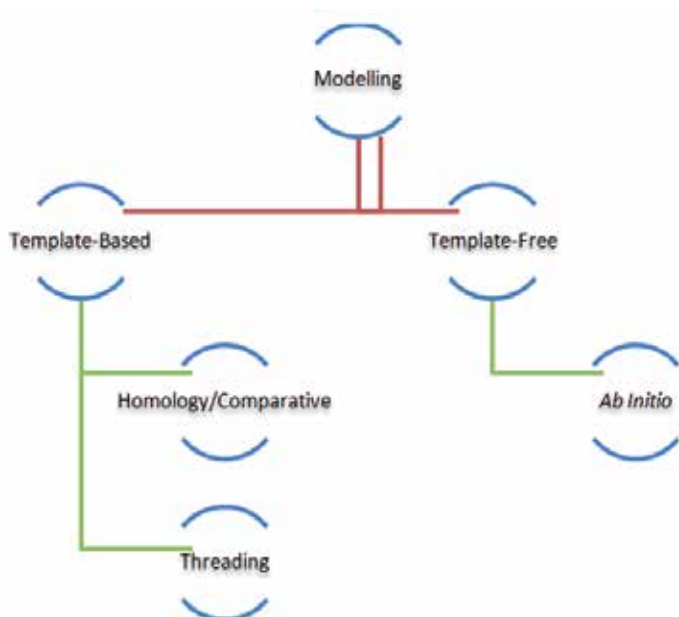 Modelling
Template-Based
Template-Free
Homology/Comparative
Ab Initio
Threading